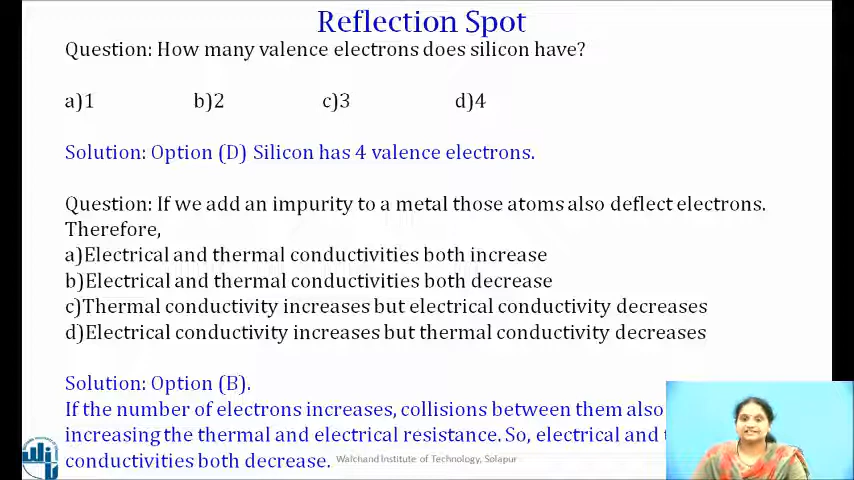 Reflection Spot
Question: How many valence electrons does silicon have?
a)1 b)2 c)3 d)4
Solution: Option (D) Silicon has 4 valence electrons.
Question: If we add an impurity to a metal those atoms also deflect electrons.
Therefore,
a)Electrical and thermal conductivities both increase
b)Electrical and thermal conductivities both decrease
c)Thermal conductivity increases but electrical conductivity decreases
d)Electrical conductivity increases but thermal conductivity decreases
Solution: Option (B).
If the number of electrons increases, collisions between them also
increasing the thermal and electrical resistance. So, electrical and
conductivities both decrease.
Walchand Institute of Technology, Solapur